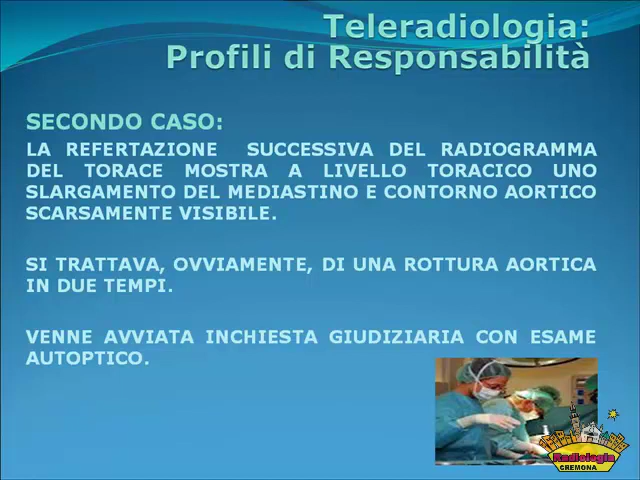 Teleradiologia:
Profili di Responsabilità
SECONDO CASO:
LA REFERTAZIONE SUCCESSIVA DEL RADIOGRAMMA
DEL TORACE MOSTRA A LIVELLO TORACICO UNO
SLARGAMENTO DEL MEDIASTINO E CONTORNO AORTICO
SCARSAMENTE VISIBILE.
SI TRATTAVA, OVVIAMENTE, DI UNA ROTTURA AORTICA
IN DUE TEMPI.
VENNE AVVIATA INCHIESTA GIUDIZIARIA CON ESAME
AUTOPTICO.
Radiologia
CREMONA